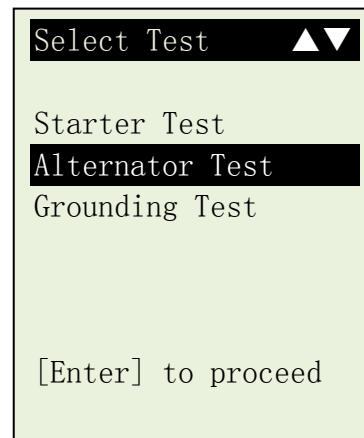 Select Test ▲▼
Starter Test
Alternator Test
Grounding Test
[Enter] to proceed